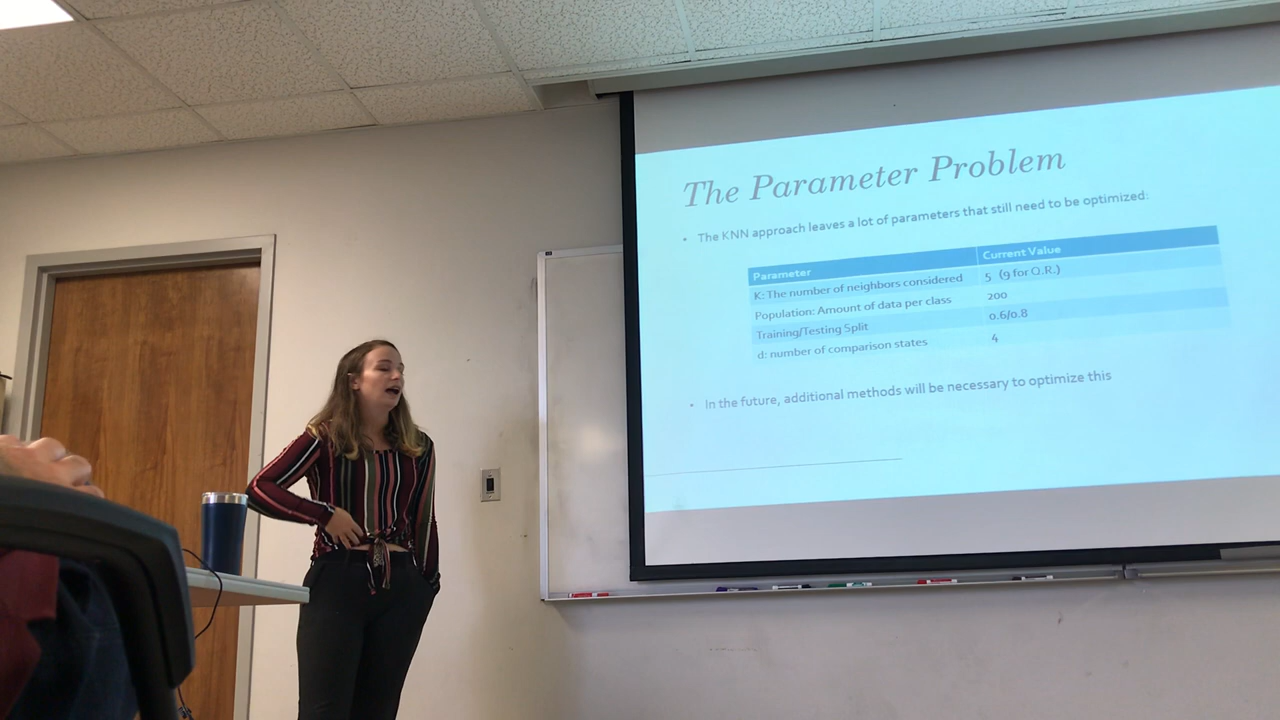 The Parameter Problem
• The KNN approach leaves a lot of parameters that still need to be optimized:
Parameter Current Value
K: The number of neighbors considered 5 (9 for Q.R.)
Population: Amount of data per class 200
Training/Testing Split 0.6/0.8
d: number of comparison states 4
• In the future, additional methods will be necessary to optimize this